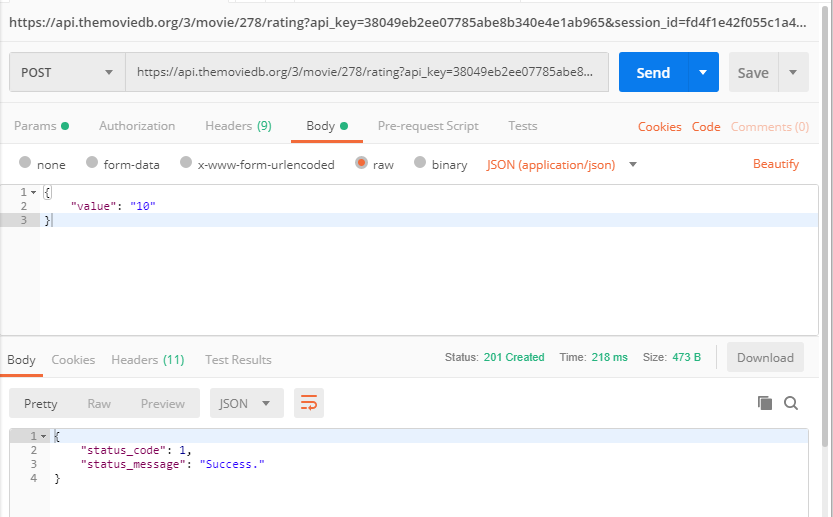 https://api.themoviedb.org/3/movie/278/rating?api_key=38049eb2ee07785abe8b340e4e1ab965&session_id=fd4f1e42f055c1a4...
POST https://api.themoviedb.org/3/movie/278/rating?api_key=38049eb2ee07785abe8... Send Save
Params Authorization Headers (9) Body Pre-request Script Tests Cookies Code Comments (0)
none form-data x-www-form-urlencoded raw binary JSON (application/json) Beautify
1 {
2 "value": "10"
3 }
Body Cookies Headers (11) Test Results Status: 201 Created Time: 218 ms Size: 473 B Download
Pretty Raw Preview JSON
1 {
2 "status_code": 1,
3 "status_message": "Success."
4 }